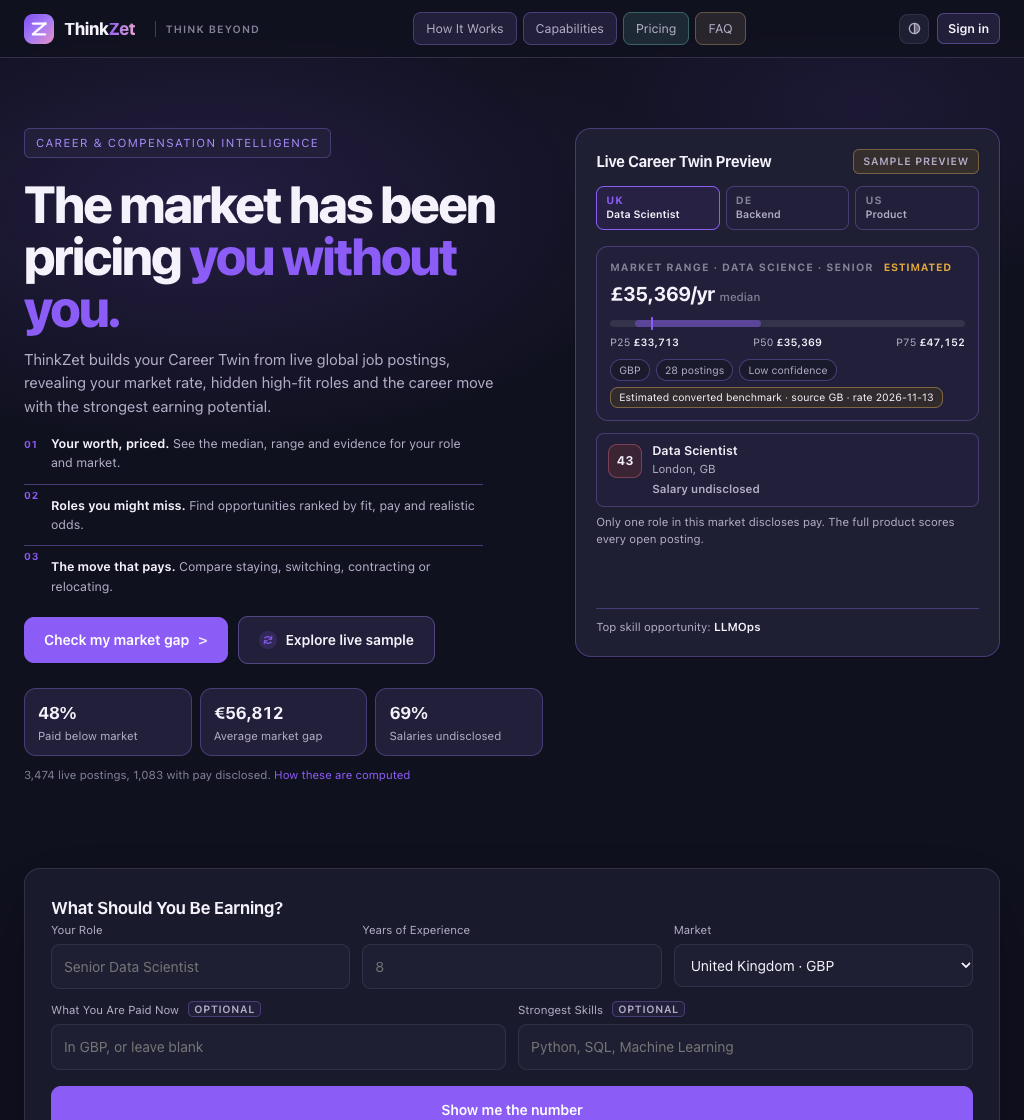 ThinkZet
THINK BEYOND
How It Works
Capabilities
Pricing
FAQ
Sign in
CAREER & COMPENSATION INTELLIGENCE
The market has been
pricing you without
you.
ThinkZet builds your Career Twin from live global job postings,
revealing your market rate, hidden high-fit roles and the career move
with the strongest earning potential.
01 Your worth, priced. See the median, range and evidence for your role
and market.
02 Roles you might miss. Find opportunities ranked by fit, pay and realistic
odds.
03 The move that pays. Compare staying, switching, contracting or
relocating.
Check my market gap >
Explore live sample
48%
Paid below market
€56,812
Average market gap
69%
Salaries undisclosed
3,474 live postings, 1,083 with pay disclosed. How these are computed
Live Career Twin Preview
SAMPLE PREVIEW
UK
Data Scientist
DE
Backend
US
Product
MARKET RANGE · DATA SCIENCE · SENIOR ESTIMATED
£35,369/yr median
P25 £33,713
P50 £35,369
P75 £47,152
GBP
28 postings
Low confidence
Estimated converted benchmark · source GB · rate 2026-11-13
43
Data Scientist
London, GB
Salary undisclosed
Only one role in this market discloses pay. The full product scores
every open posting.
Top skill opportunity: LLMOps
What Should You Be Earning?
Your Role
Senior Data Scientist
Years of Experience
8
Market
United Kingdom · GBP
What You Are Paid Now OPTIONAL
In GBP, or leave blank
Strongest Skills OPTIONAL
Python, SQL, Machine Learning
Show me the number